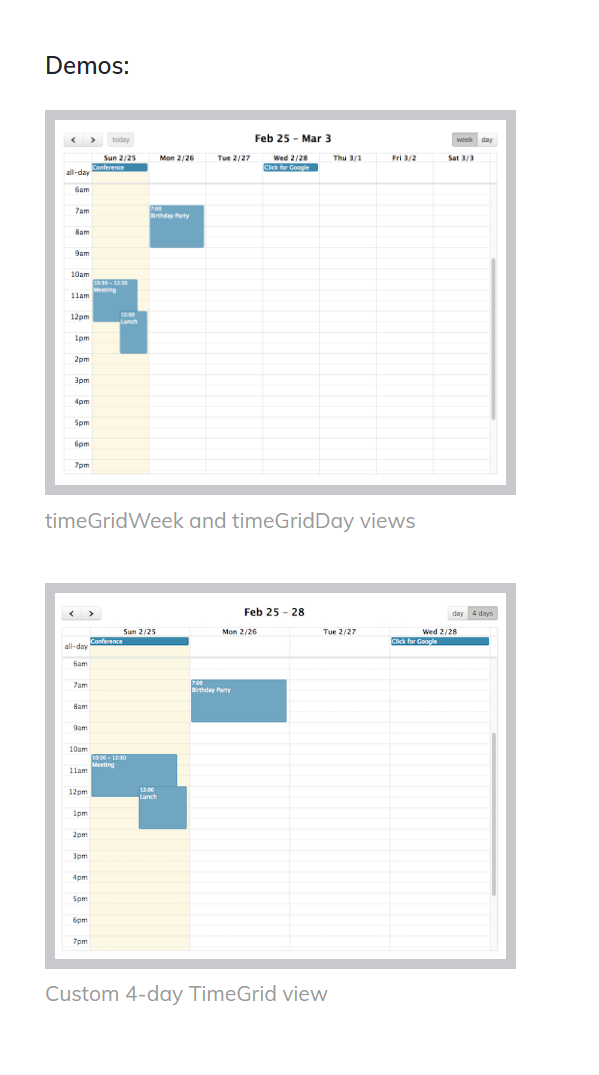 Demos:
today
Feb 25 – Mar 3
week day
Sun 2/25 Mon 2/26 Tue 2/27 Wed 2/28 Thu 3/1 Fri 3/2 Sat 3/3
all-day Conference Click for Google
6am
7am 7:00
Birthday Party
8am
9am
10am
10:30 - 12:30
Meeting
11am
12pm 12:00
Lunch
1pm
2pm
3pm
4pm
5pm
6pm
7pm
timeGridWeek and timeGridDay views
Feb 25 – 28
day 4 days
Sun 2/25 Mon 2/26 Tue 2/27 Wed 2/28
all-day Conference Click for Google
6am
7am 7:00
Birthday Party
8am
9am
10am
10:30 - 12:30
Meeting
11am
12pm 12:00
Lunch
1pm
2pm
3pm
4pm
5pm
6pm
7pm
Custom 4-day TimeGrid view